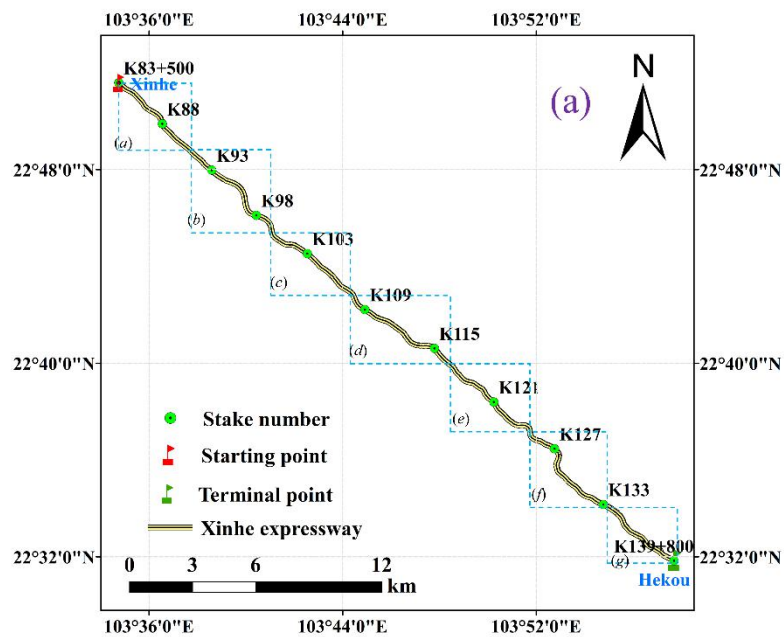 103°36'0"E 103°44'0"E 103°52'0"E
K83+500
Xinhe
N
(a)
K88
(a)
22°48'0"N
K93
22°48'0"N
K98
(b)
K103
(c)
K109
K115
(d)
22°40'0"N
22°40'0"N
K121
Stake number
(e)
K127
Starting point
K133
Terminal point
(f)
Xinhe expressway
K139+800
22°32'0"N
22°32'0"N
(g)
0 3 6 12
km
Hekou
103°36'0"E 103°44'0"E 103°52'0"E